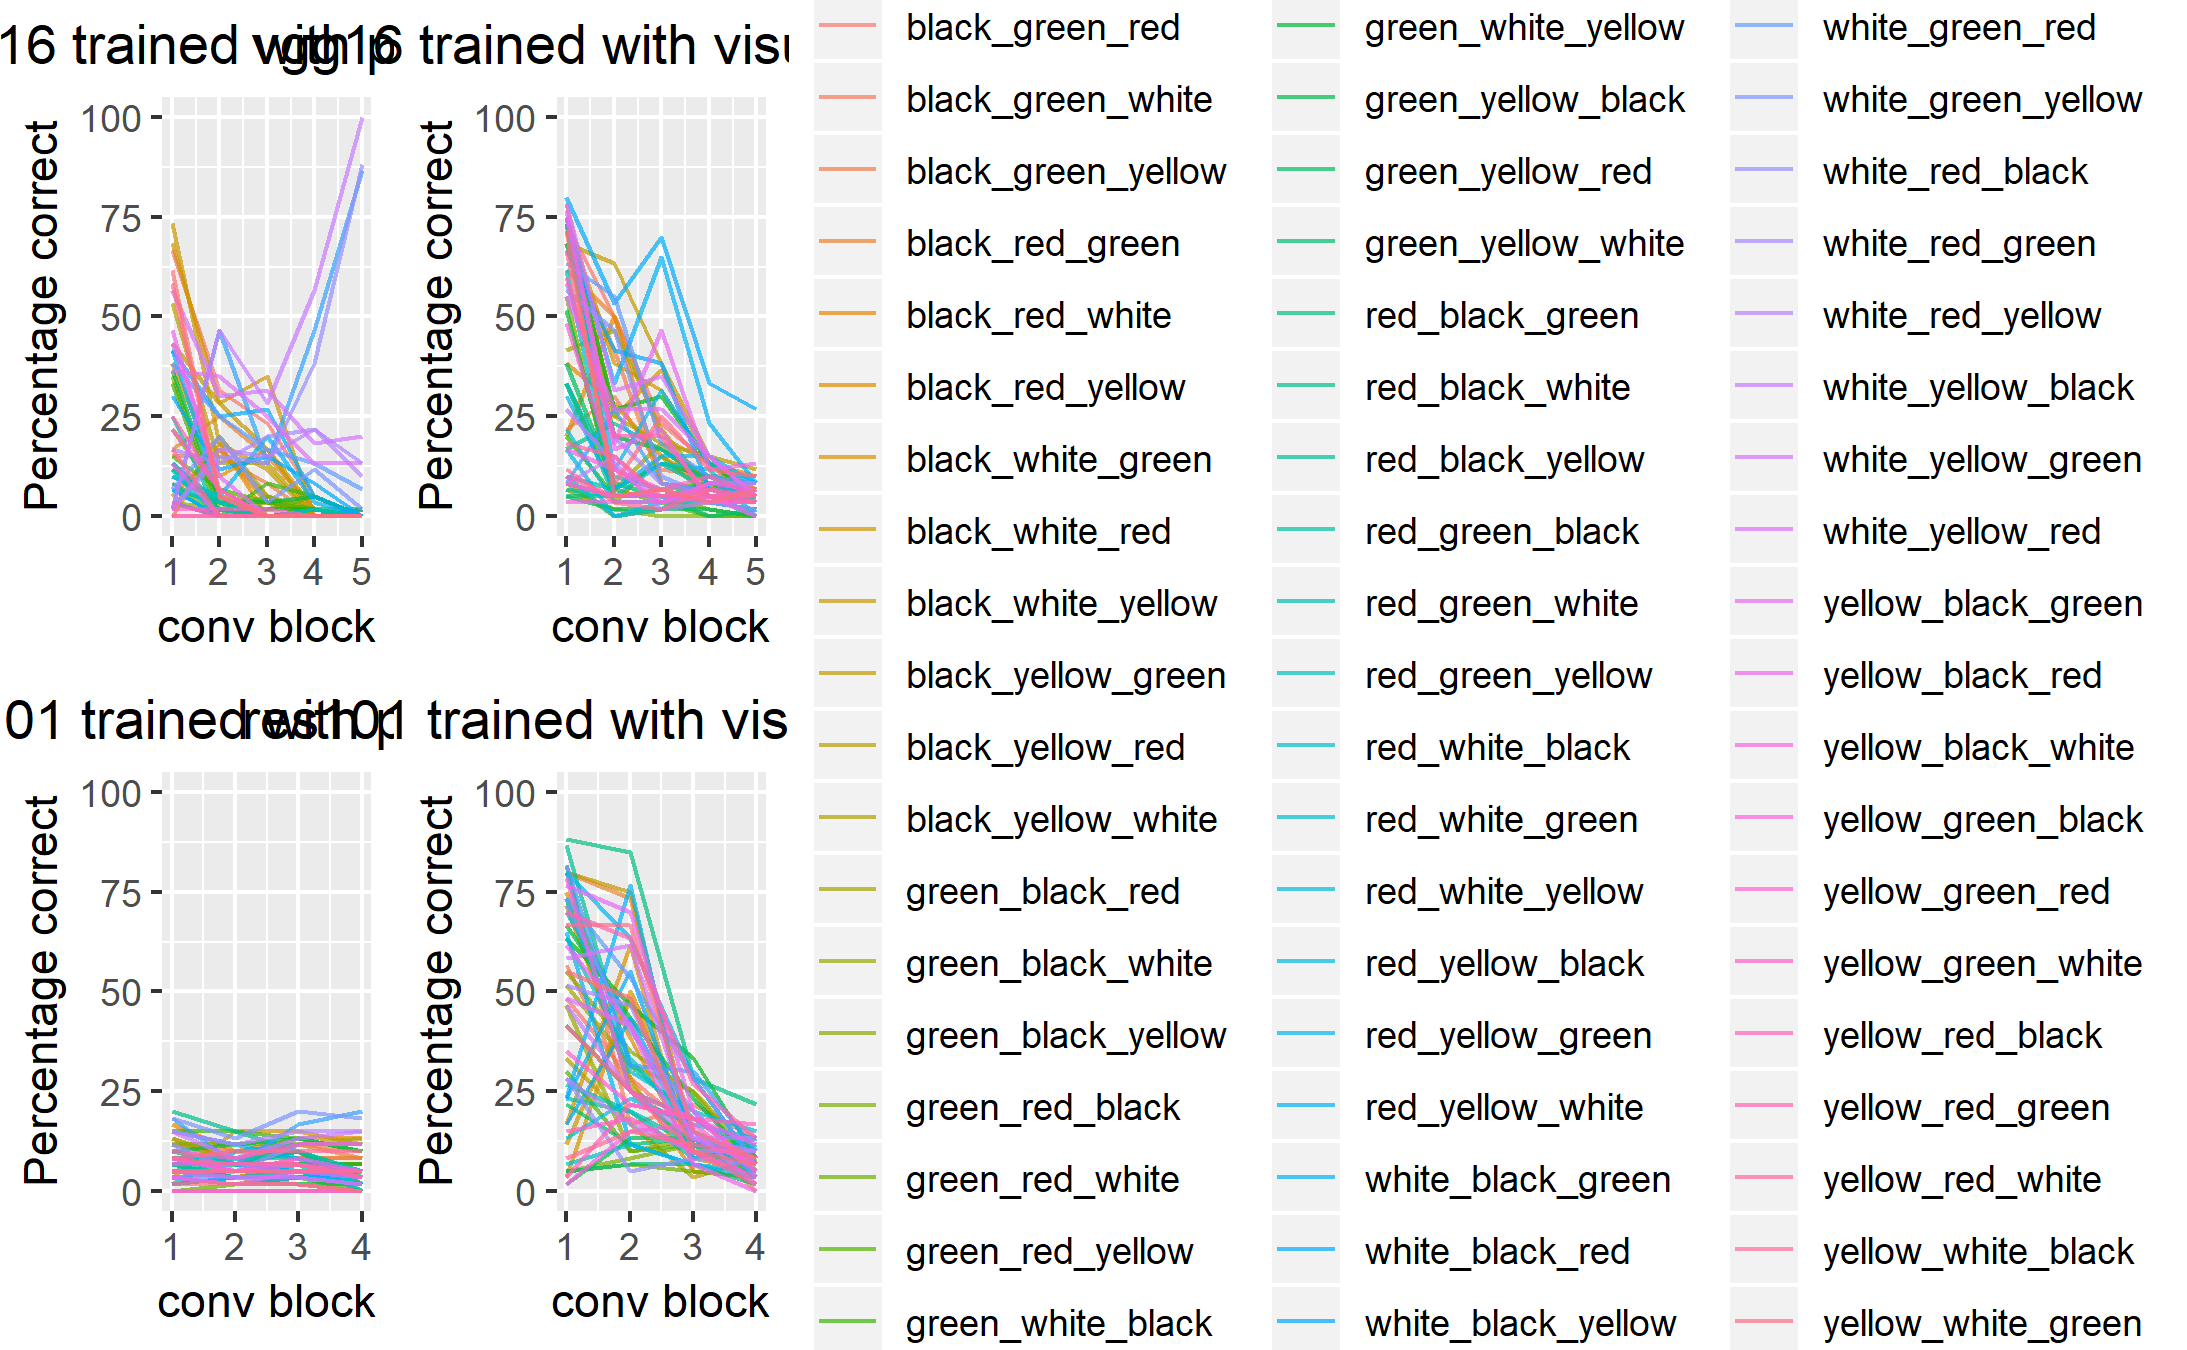 16 trained with p
vgg16 trained with visu
Percentage correct
100
75
50
25
0
1 2 3 4 5
conv block
Percentage correct
100
75
50
25
0
1 2 3 4 5
conv block
01 trained with p
res101 trained with vis
Percentage correct
100
75
50
25
0
1 2 3 4
conv block
Percentage correct
100
75
50
25
0
1 2 3 4
conv block
black_green_red
black_green_white
black_green_yellow
black_red_green
black_red_white
black_red_yellow
black_white_green
black_white_red
black_white_yellow
black_yellow_green
black_yellow_red
black_yellow_white
green_black_red
green_black_white
green_black_yellow
green_red_black
green_red_white
green_red_yellow
green_white_black
green_white_yellow
green_yellow_black
green_yellow_red
green_yellow_white
red_black_green
red_black_white
red_black_yellow
red_green_black
red_green_white
red_green_yellow
red_white_black
red_white_green
red_white_yellow
red_yellow_black
red_yellow_green
red_yellow_white
white_black_green
white_black_red
white_black_yellow
white_green_red
white_green_yellow
white_red_black
white_red_green
white_red_yellow
white_yellow_black
white_yellow_green
white_yellow_red
yellow_black_green
yellow_black_red
yellow_black_white
yellow_green_black
yellow_green_red
yellow_green_white
yellow_red_black
yellow_red_green
yellow_red_white
yellow_white_black
yellow_white_green